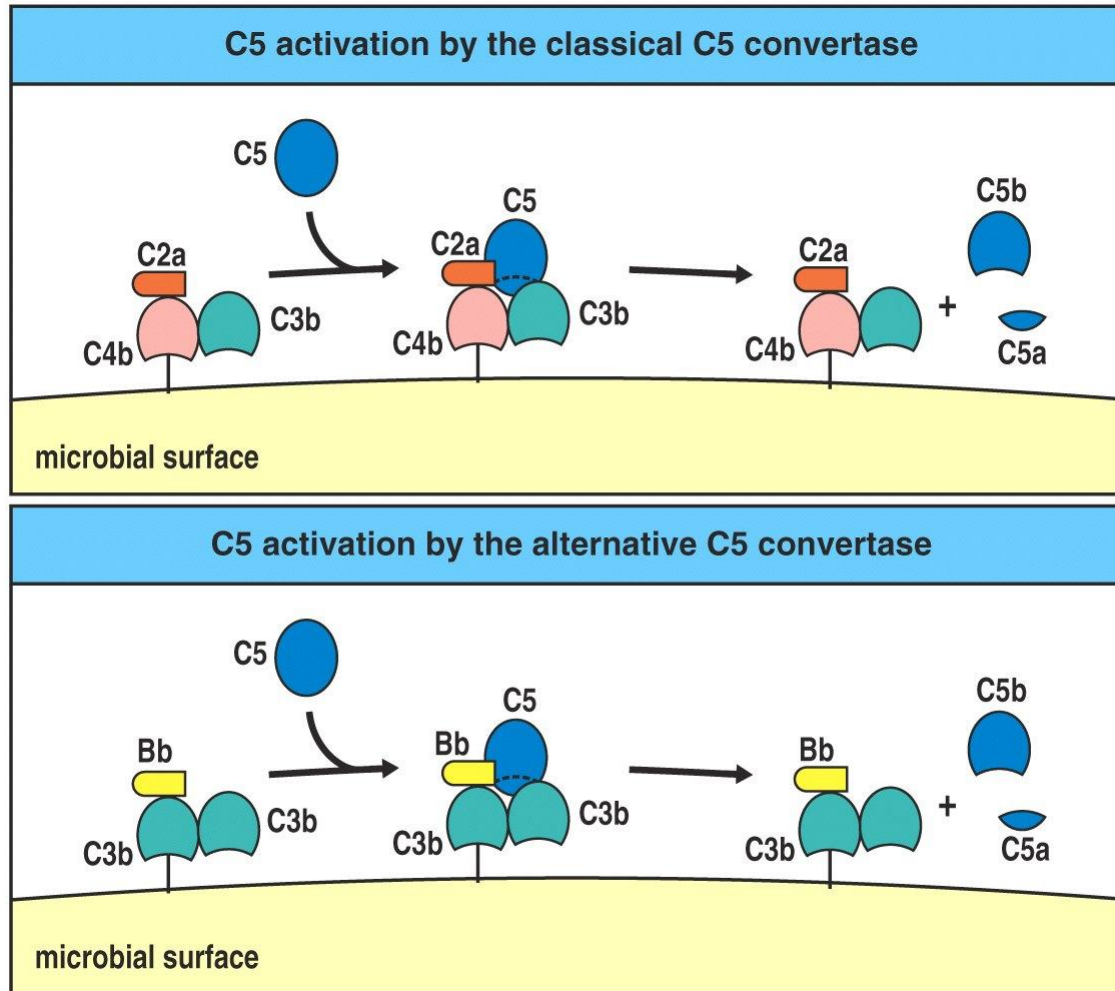 C5 activation by the classical C5 convertase
C5
C2a
C4b
C3b
C5
C2a
C4b
C3b
C2a
C4b
+
C5b
C5a
microbial surface
C5 activation by the alternative C5 convertase
C5
Bb
C3b
C3b
C5
Bb
C3b
C3b
Bb
C3b
+
C5b
C5a
microbial surface